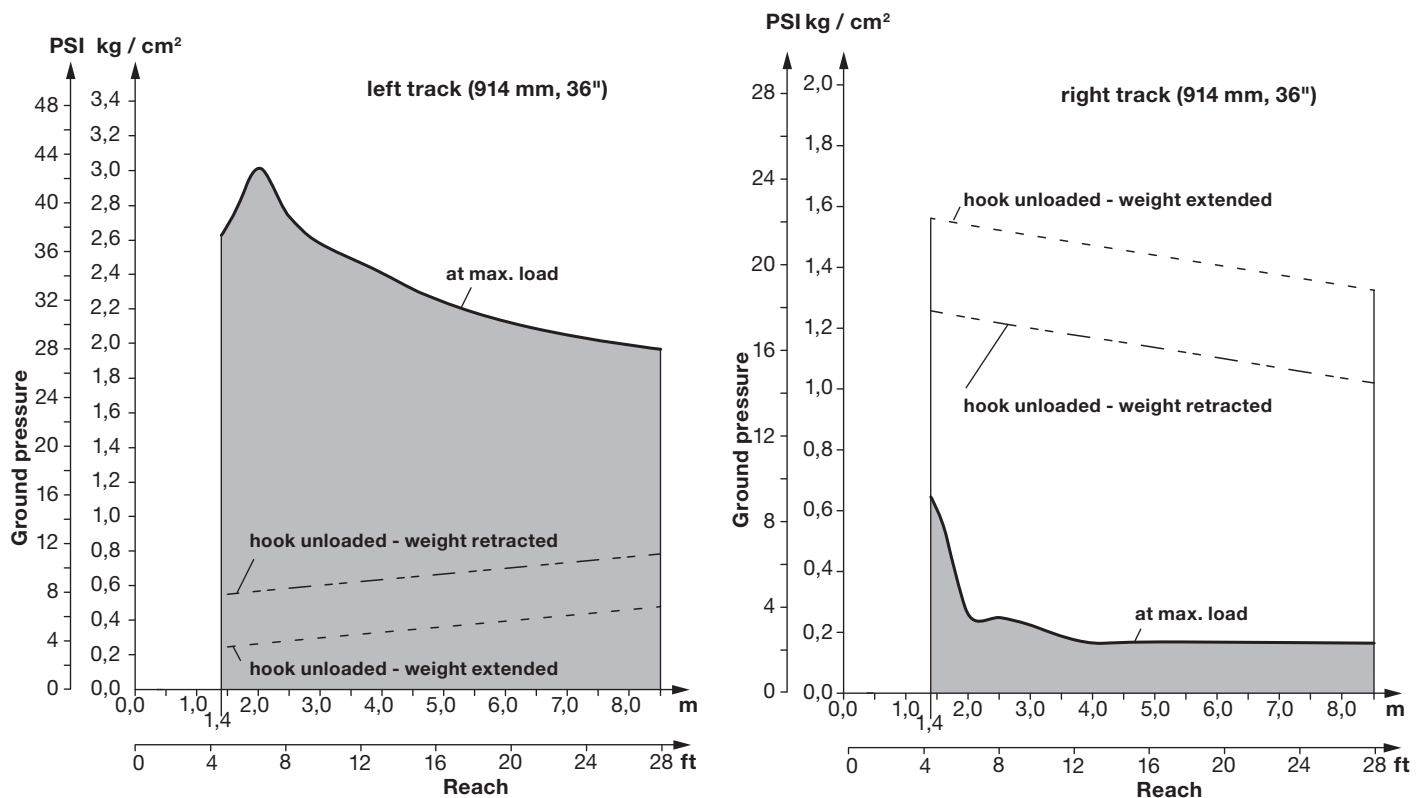 PSI kg / cm²
left track (914 mm, 36")
48
44
40
36
32
28
24
20
16
12
8
4
0
3,4
3,2
3,0
2,8
2,6
2,4
2,2
2,0
1,8
1,6
1,4
1,2
1,0
0,8
0,6
0,4
0,2
0,0
Ground pressure
at max. load
hook unloaded - weight retracted
hook unloaded - weight extended
0,0 1,0 2,0 3,0 4,0 5,0 6,0 7,0 8,0 m
1,4
0 4 8 12 16 20 24 28 ft
Reach
PSI kg / cm²
right track (914 mm, 36")
28
24
20
16
12
8
4
0
2,0
1,8
1,6
1,4
1,2
1,0
0,8
0,6
0,4
0,2
0,0
Ground pressure
hook unloaded - weight extended
hook unloaded - weight retracted
at max. load
0,0 1,0 2,0 3,0 4,0 5,0 6,0 7,0 8,0 m
1,4
0 4 8 12 16 20 24 28 ft
Reach